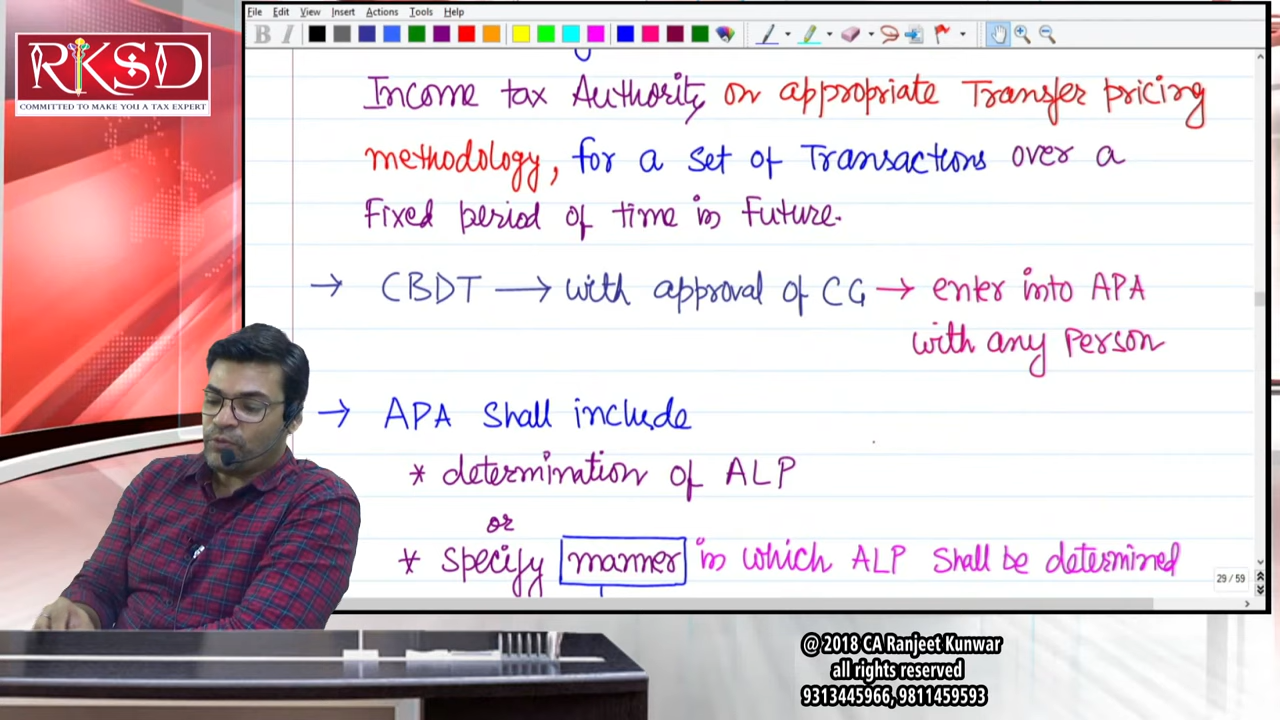 File Edit View Insert Actions Tools Help
B I
RKSD
COMMITTED TO MAKE YOU A TAX EXPERT
Income tax Authority on appropriate Transfer pricing
methodology, for a set of Transactions over a
Fixed period of time in Future.
→ CBDT → with approval of CG → enter into APA
with any person
→ APA shall include
* determination of ALP
or
* specify manner in which ALP shall be determined
29 / 59
@ 2018 CA Ranjeet Kunwar
all rights reserved
9313445966, 9811459593